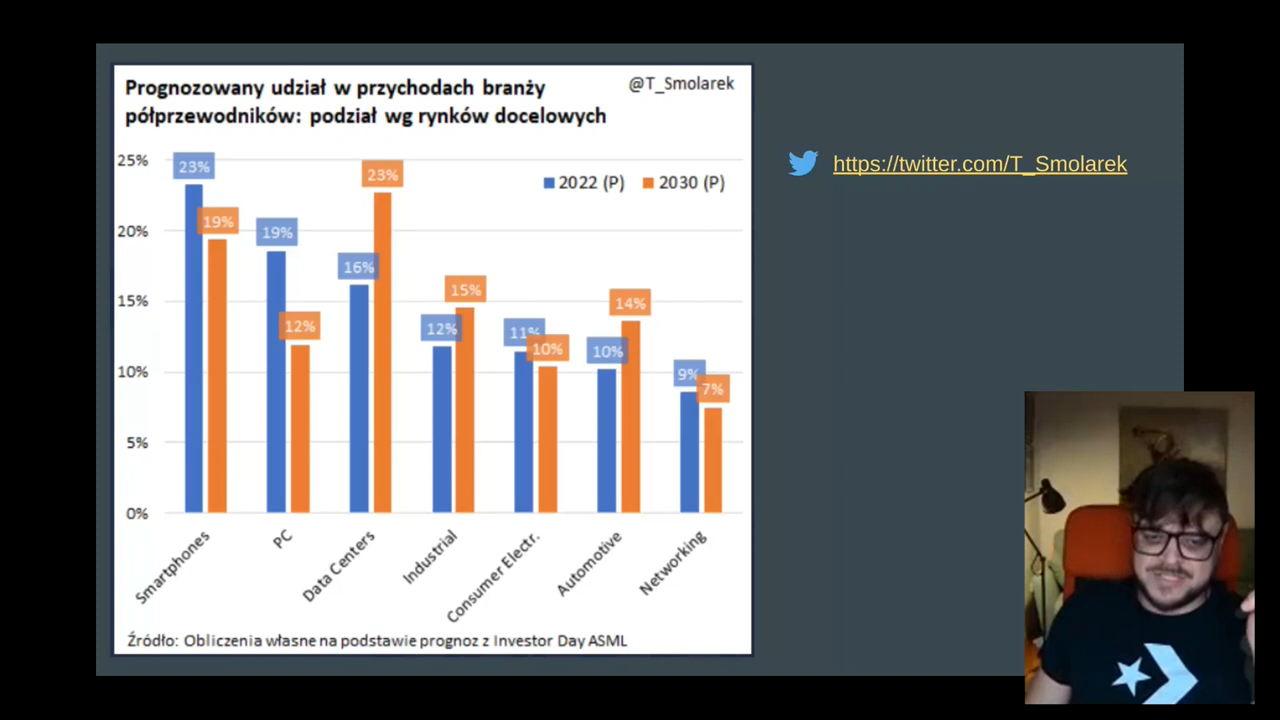 Prognozowany udział w przychodach branży
półprzewodników: podział wg rynków docelowych
@T_Smolarek
https://twitter.com/T_Smolarek
2022 (P) 2030 (P)
25%
20%
15%
10%
5%
0%
23% 19%
19% 12%
16% 23%
12% 15%
11% 10%
10% 14%
9% 7%
Smartphones
PC
Data Centers
Industrial
Consumer Electr.
Automotive
Networking
Źródło: Obliczenia własne na podstawie prognoz z Investor Day ASML